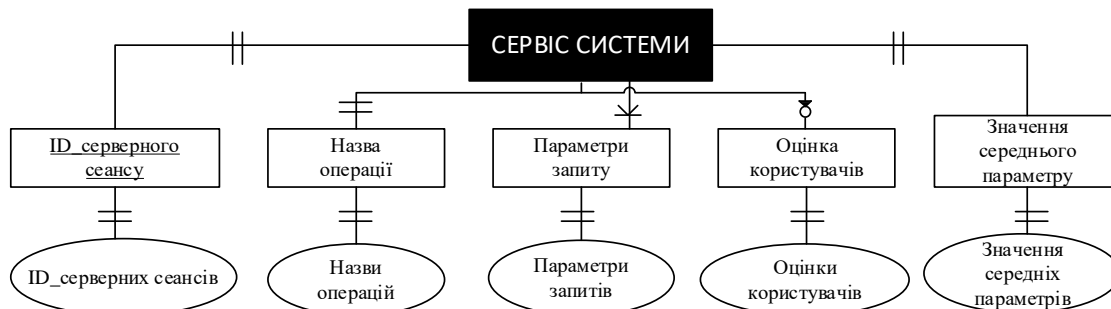 СЕРВІС СИСТЕМИ
ID_серверного
сеансу
Назва
операції
Параметри
запиту
Оцінка
користувачів
Значення
середнього
параметру
ID_серверних сеансів
Назви
операцій
Параметри
запитів
Оцінки
користувачів
Значення
середніх
параметрів